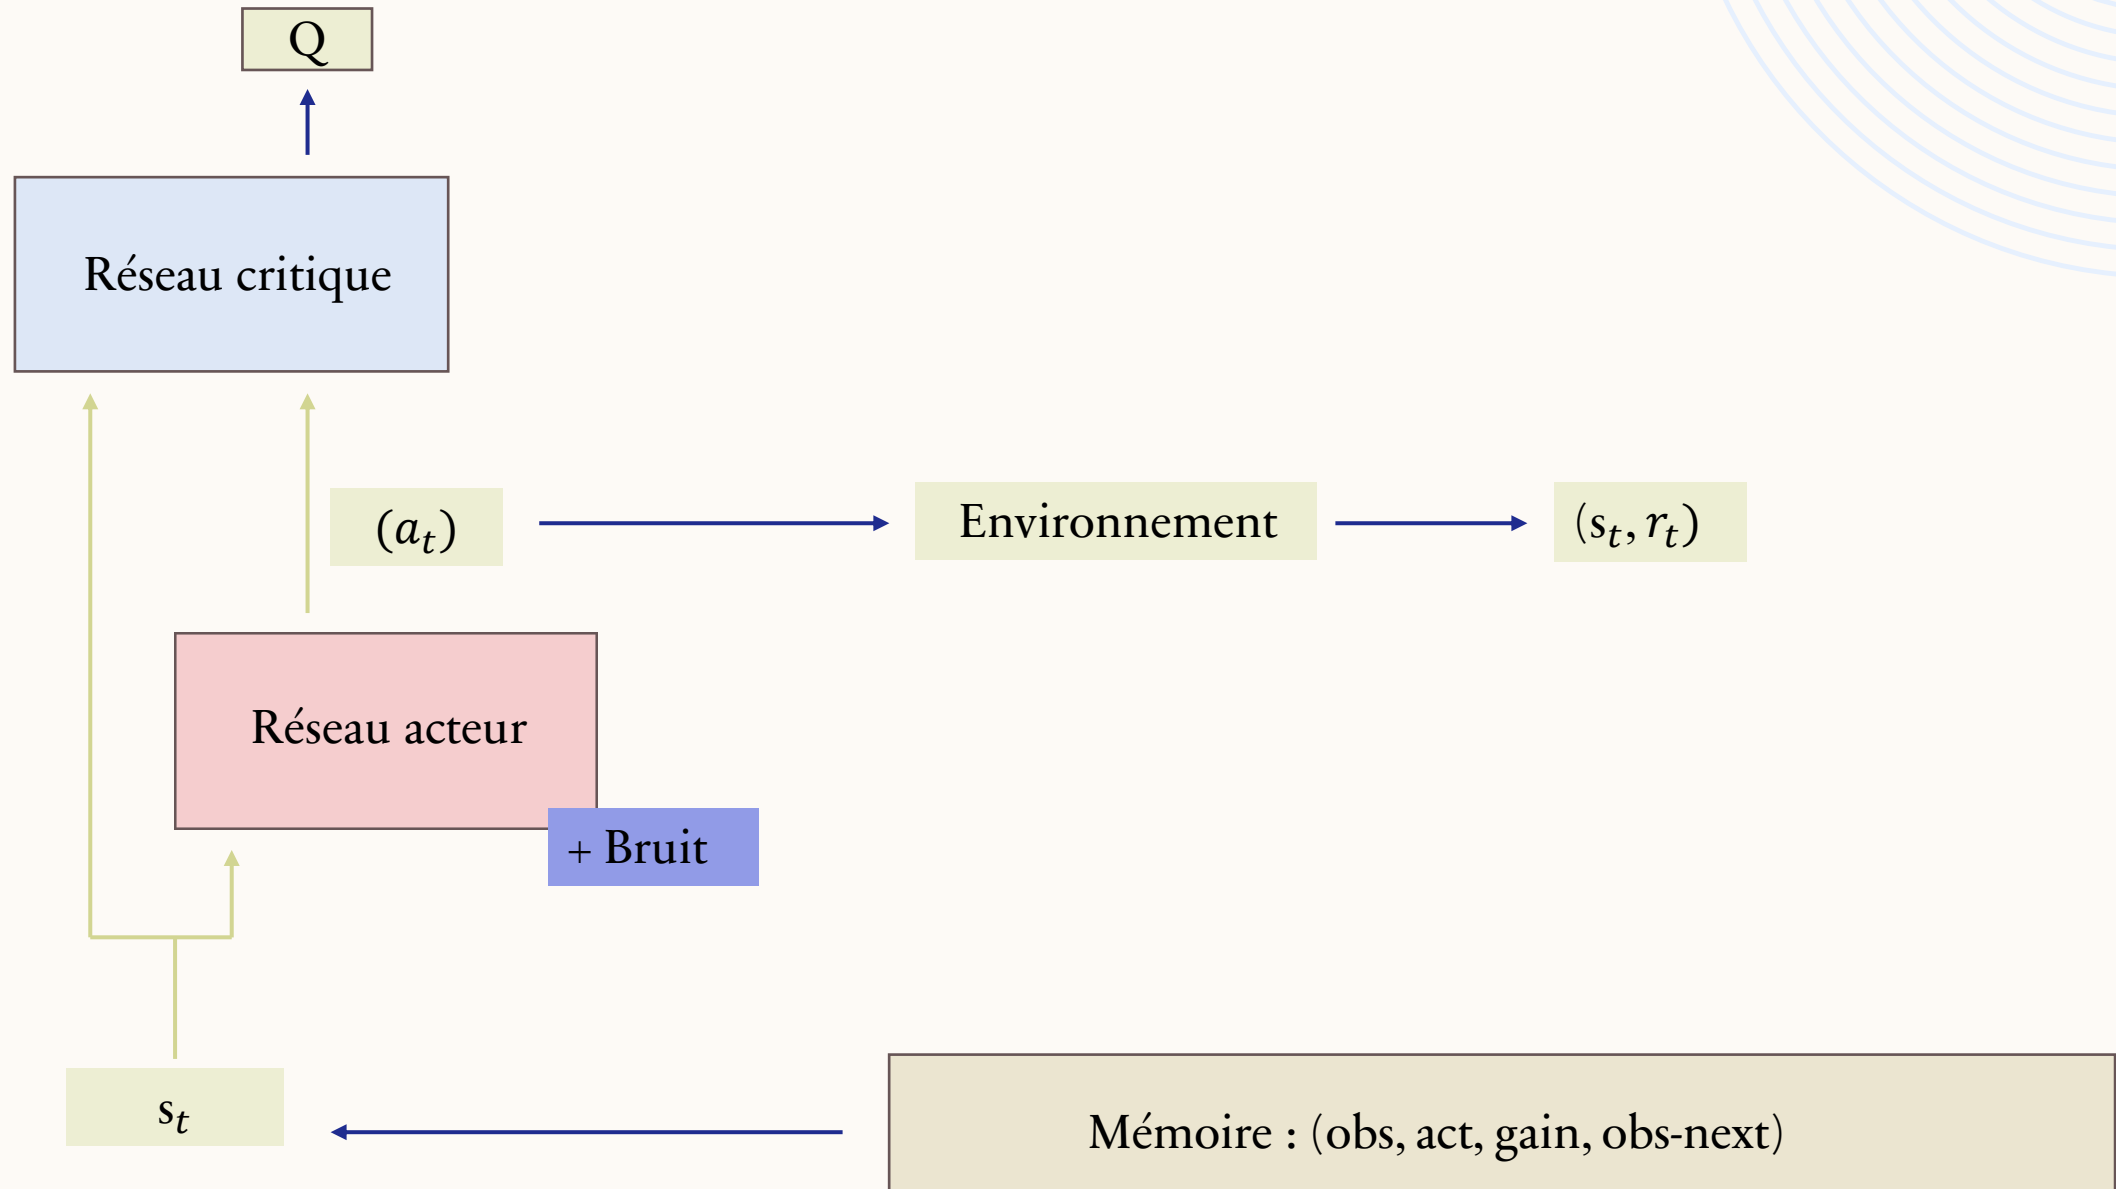 Q
Réseau critique
(a_t)
Environnement
(s_t, r_t)
Réseau acteur
+ Bruit
s_t
Mémoire : (obs, act, gain, obs-next)